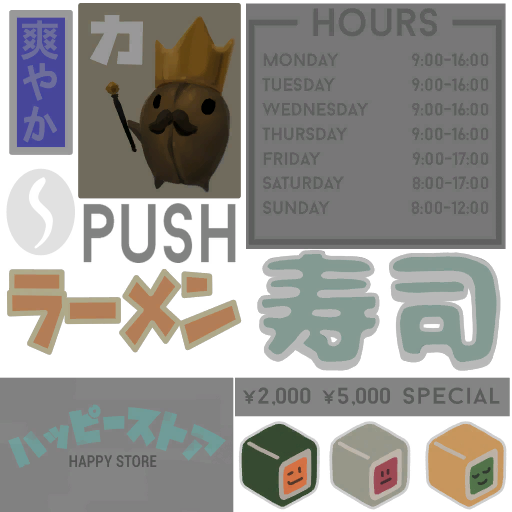 爽やか
力
HOURS
MONDAY 9:00-16:00
TUESDAY 9:00-16:00
WEDNESDAY 9:00-16:00
THURSDAY 9:00-16:00
FRIDAY 9:00-17:00
SATURDAY 8:00-17:00
SUNDAY 8:00-12:00
PUSH
ラーメン
寿司
ハッピーストア
HAPPY STORE
¥2,000 ¥5,000 SPECIAL